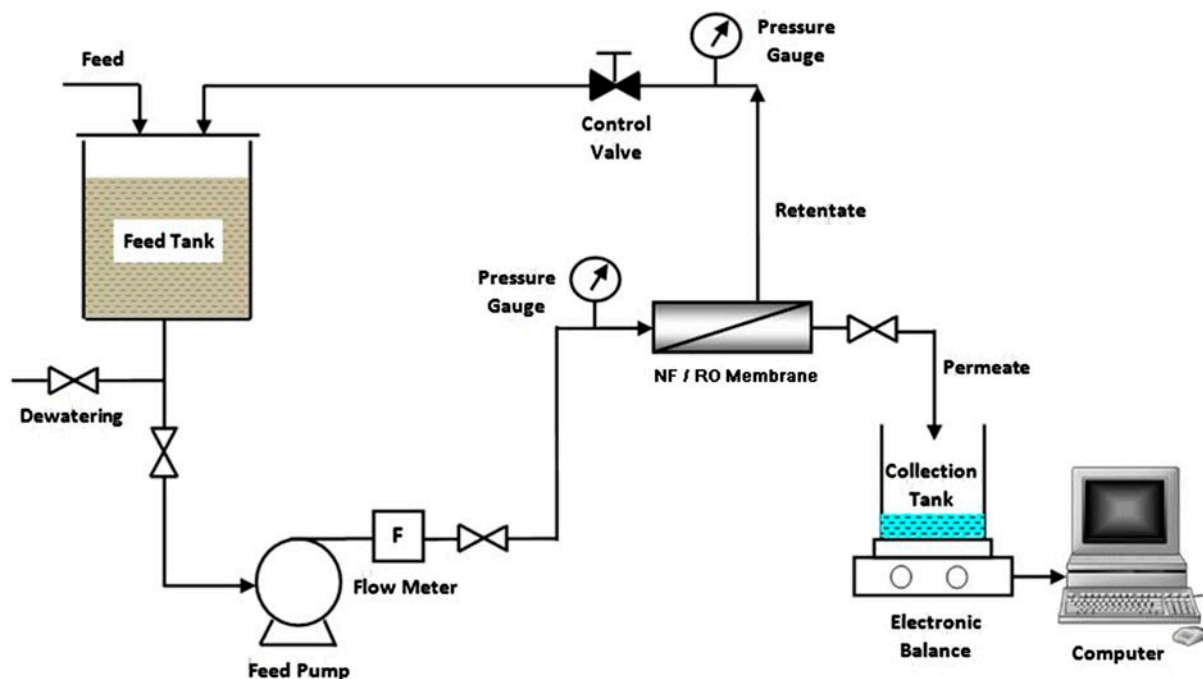 Feed
Pressure
Gauge
Control
Valve
Feed Tank
Retentate
Pressure
Gauge
NF / RO Membrane
Permeate
Dewatering
Collection
Tank
F
Flow Meter
Feed Pump
Electronic
Balance
Computer